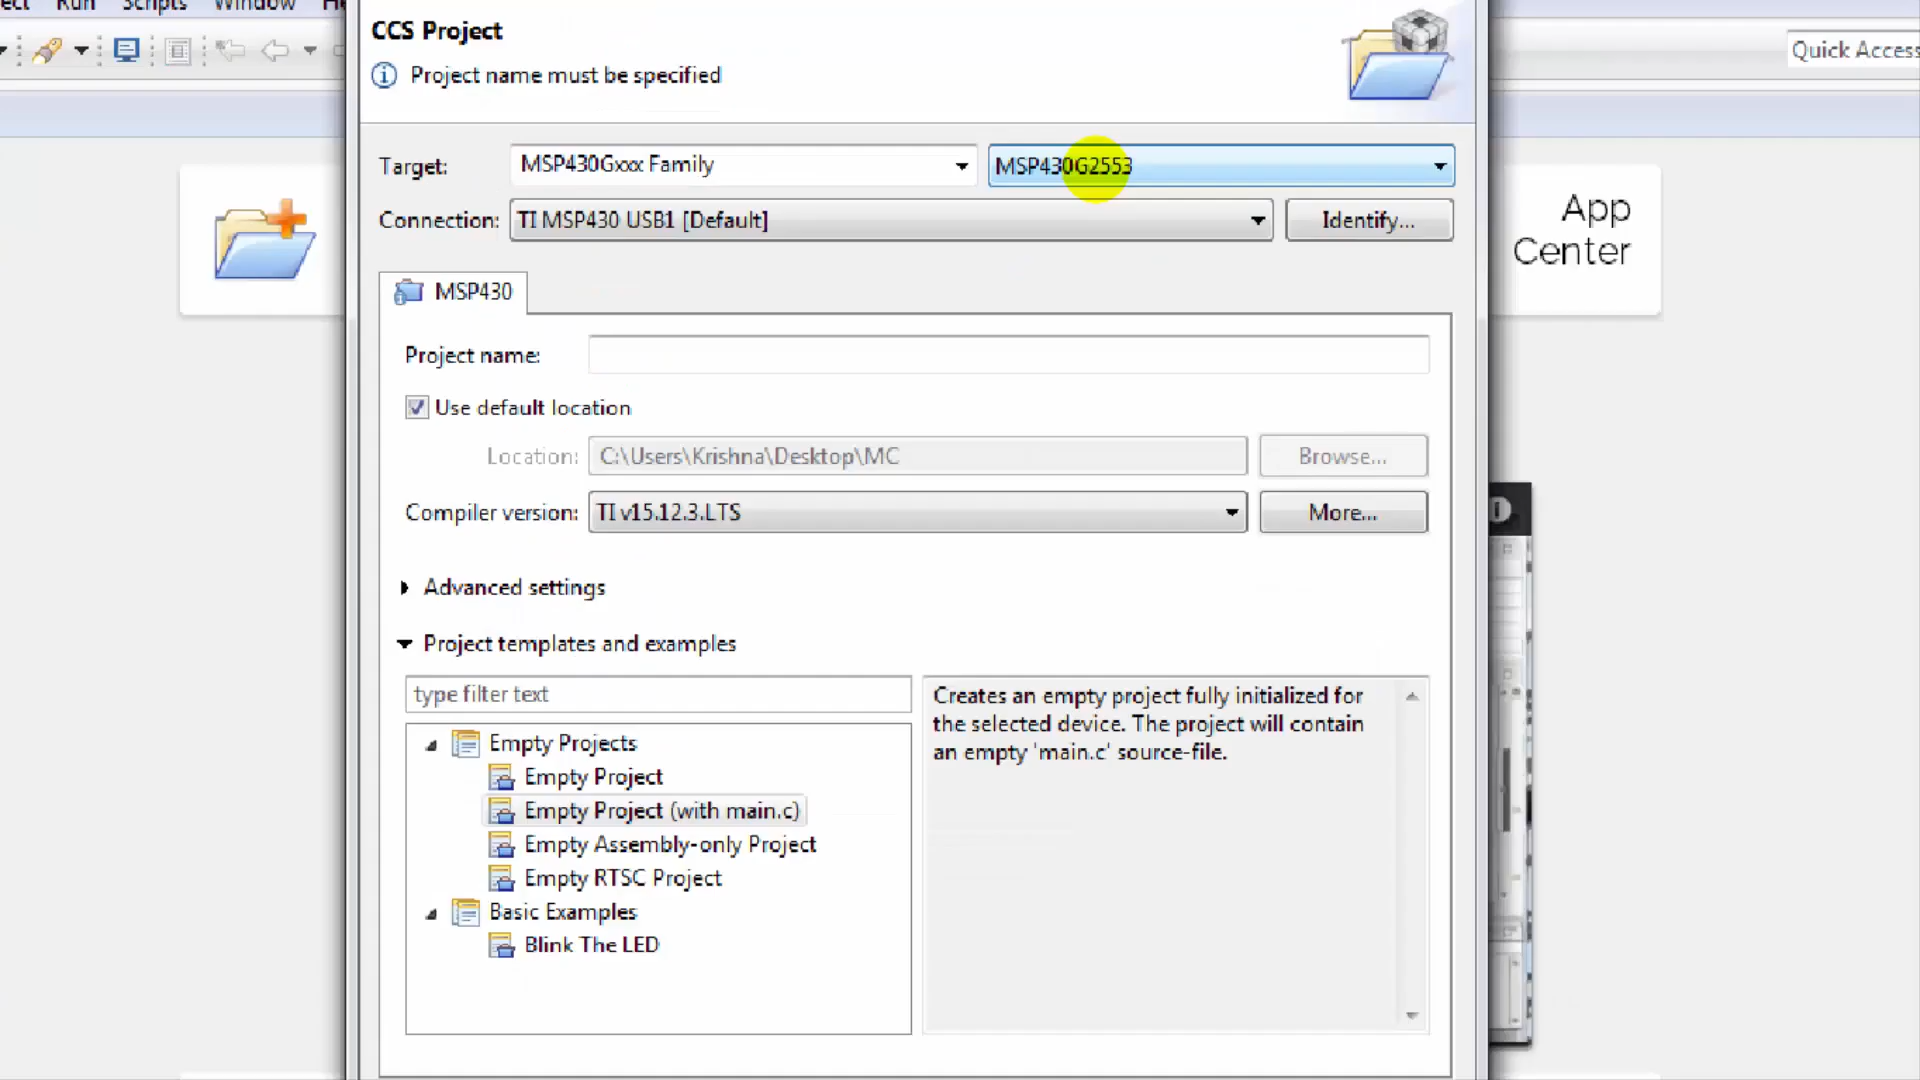 Run Scripts Window
CCS Project
Project name must be specified
Quick Access
Target: MSP430Gxxx Family MSP430G2553
Connection: TI MSP430 USB1 [Default] Identify...
App
Center
MSP430
Project name:
Use default location
Location: C:\Users\Krishna\Desktop\MC Browse...
Compiler version: TI v15.12.3.LTS More...
Advanced settings
Project templates and examples
type filter text
Creates an empty project fully initialized for
the selected device. The project will contain
an empty 'main.c' source-file.
Empty Projects
Empty Project
Empty Project (with main.c)
Empty Assembly-only Project
Empty RTSC Project
Basic Examples
Blink The LED